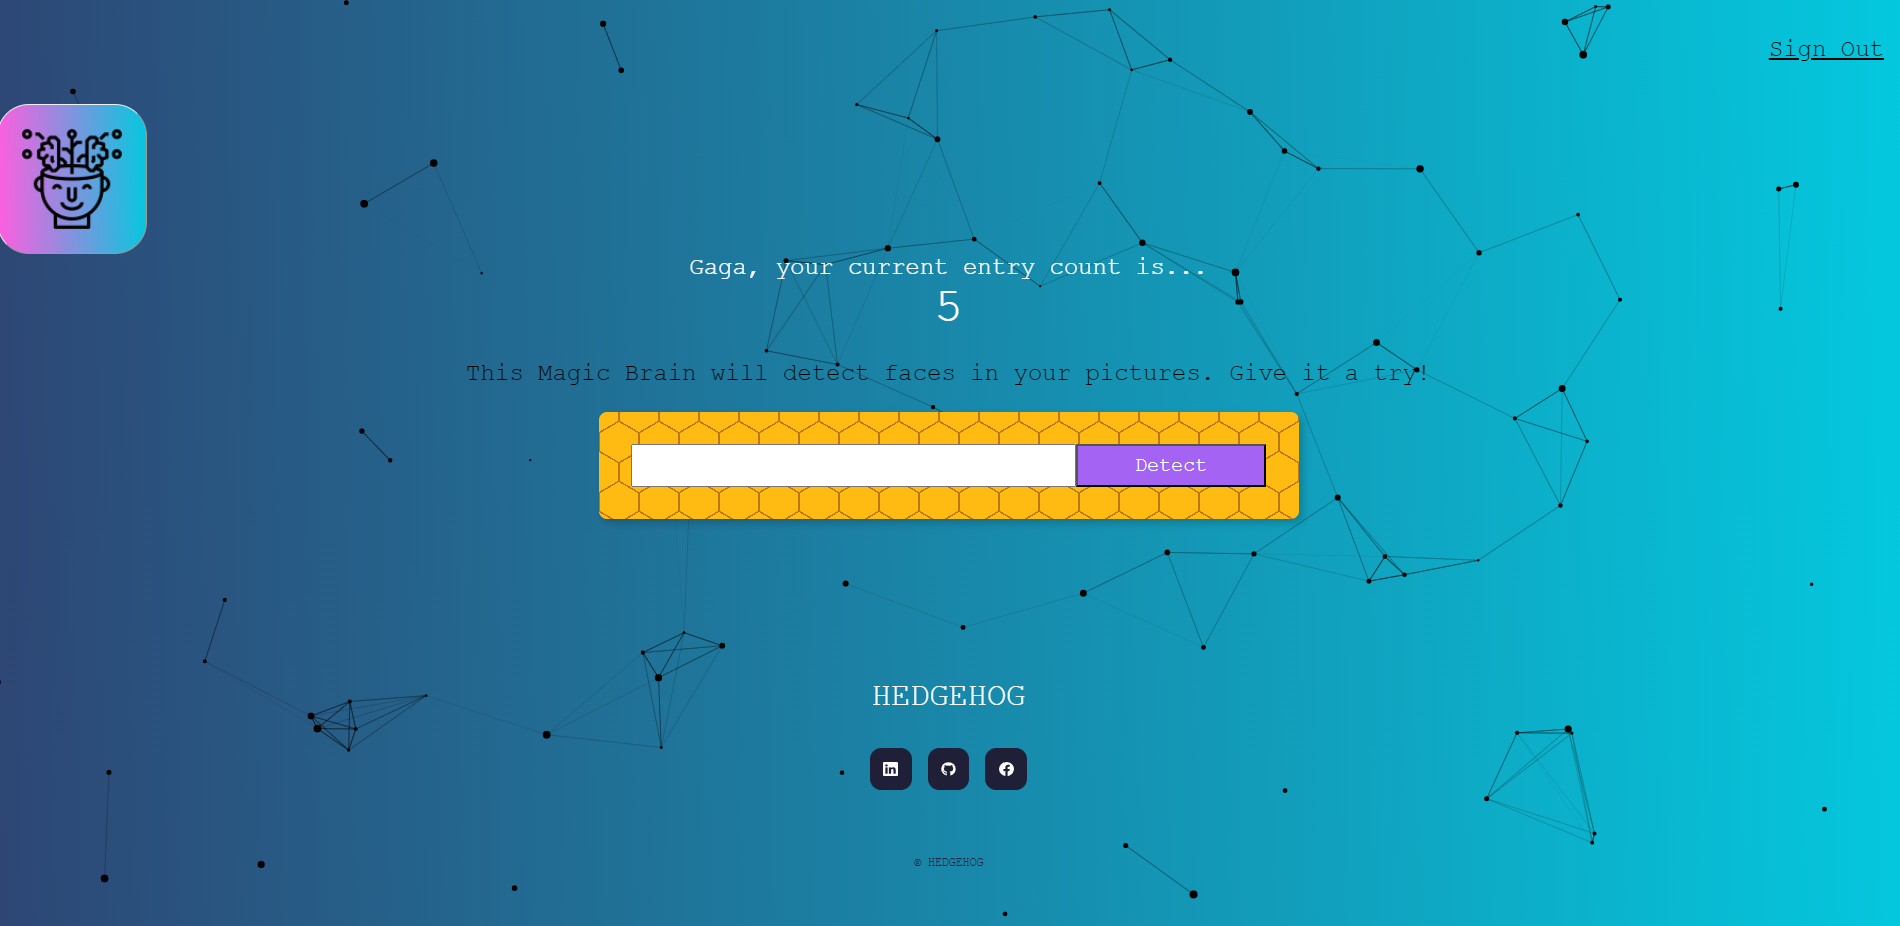 Sign Out
Gaga, your current entry count is...
5
This Magic Brain will detect faces in your pictures. Give it a try!
Detect
HEDGEHOG
© HEDGEHOG